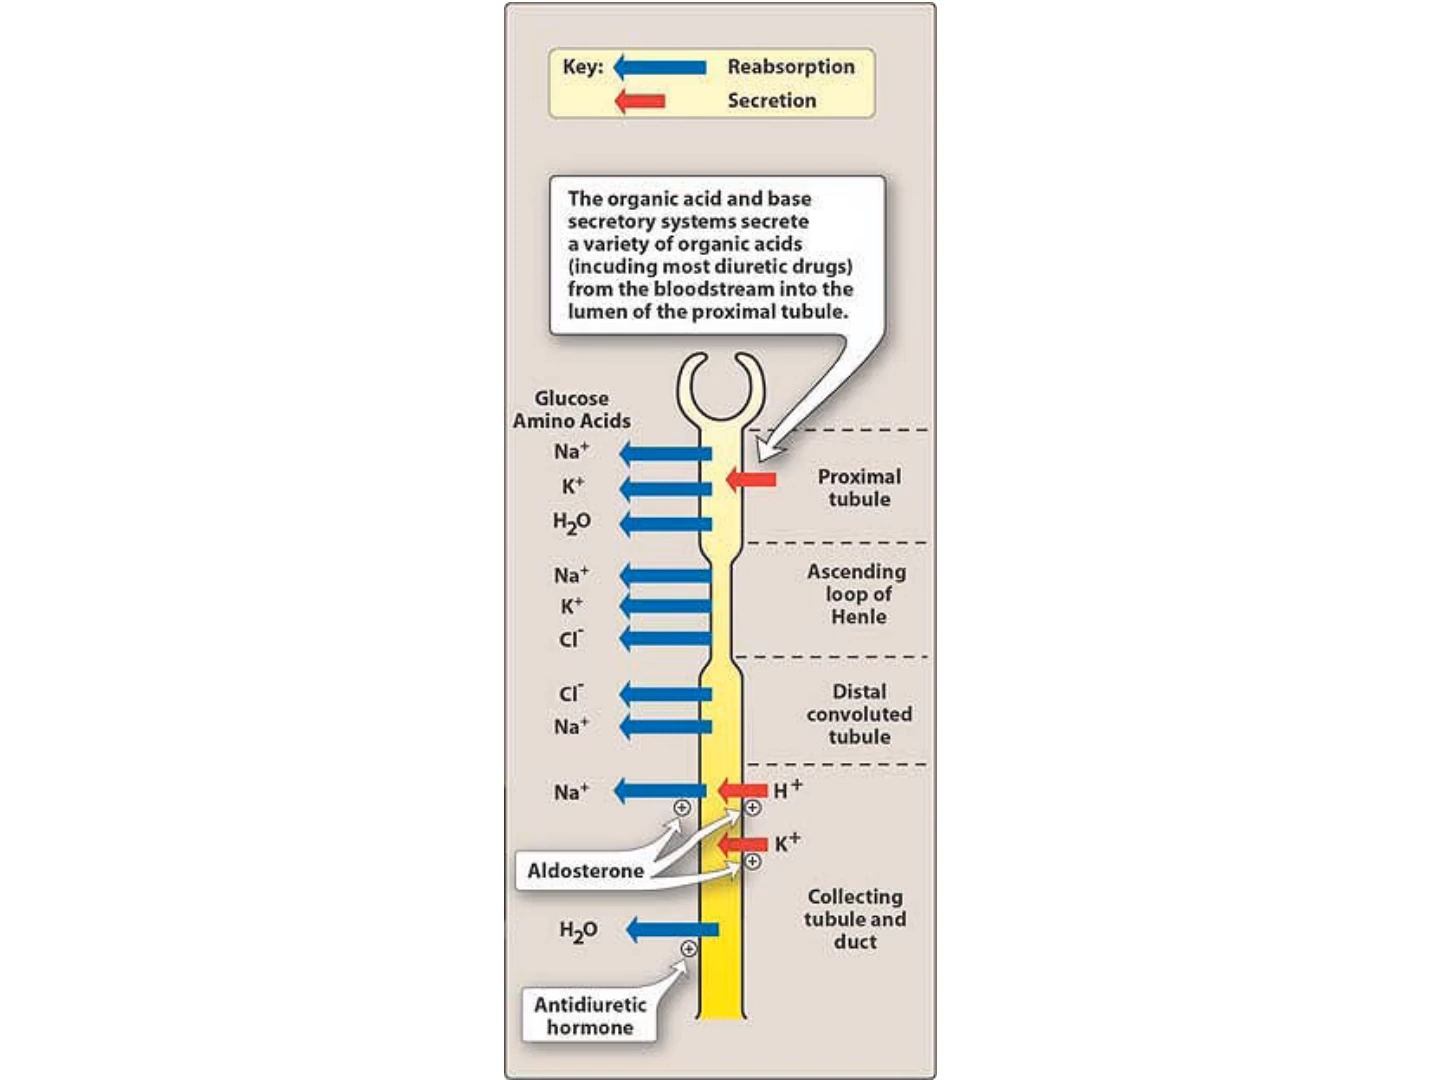 Key: Reabsorption
Secretion
The organic acid and base
secretory systems secrete
a variety of organic acids
(incuding most diuretic drugs)
from the bloodstream into the
lumen of the proximal tubule.
Glucose
Amino Acids
Na⁺
K⁺
H₂O
Proximal
tubule
Na⁺
K⁺
Cl⁻
Ascending
loop of
Henle
Cl⁻
Na⁺
Distal
convoluted
tubule
Na⁺
H⁺
K⁺
Aldosterone
H₂O
Collecting
tubule and
duct
Antidiuretic
hormone